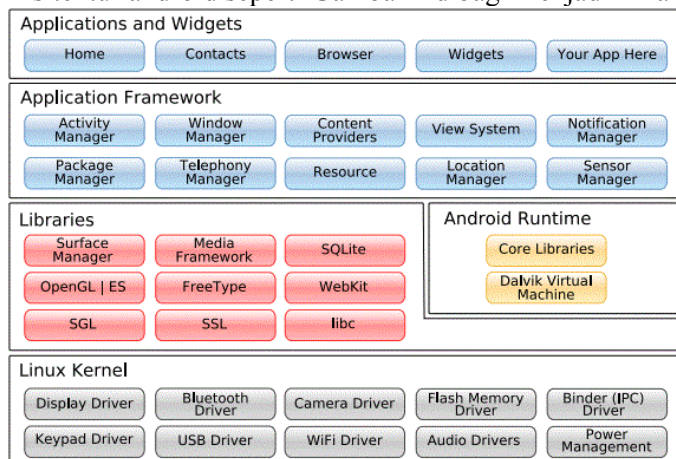 Applications and Widgets
Home Contacts Browser Widgets Your App Here
Application Framework
Activity Manager Window Manager Content Providers View System Notification Manager
Package Manager Telephony Manager Resource Location Manager Sensor Manager
Libraries
Surface Manager Media Framework SQLite
OpenGL | ES FreeType WebKit
SGL SSL libc
Android Runtime
Core Libraries
Dalvik Virtual Machine
Linux Kernel
Display Driver Bluetooth Driver Camera Driver Flash Memory Driver Binder (IPC) Driver
Keypad Driver USB Driver WiFi Driver Audio Drivers Power Management